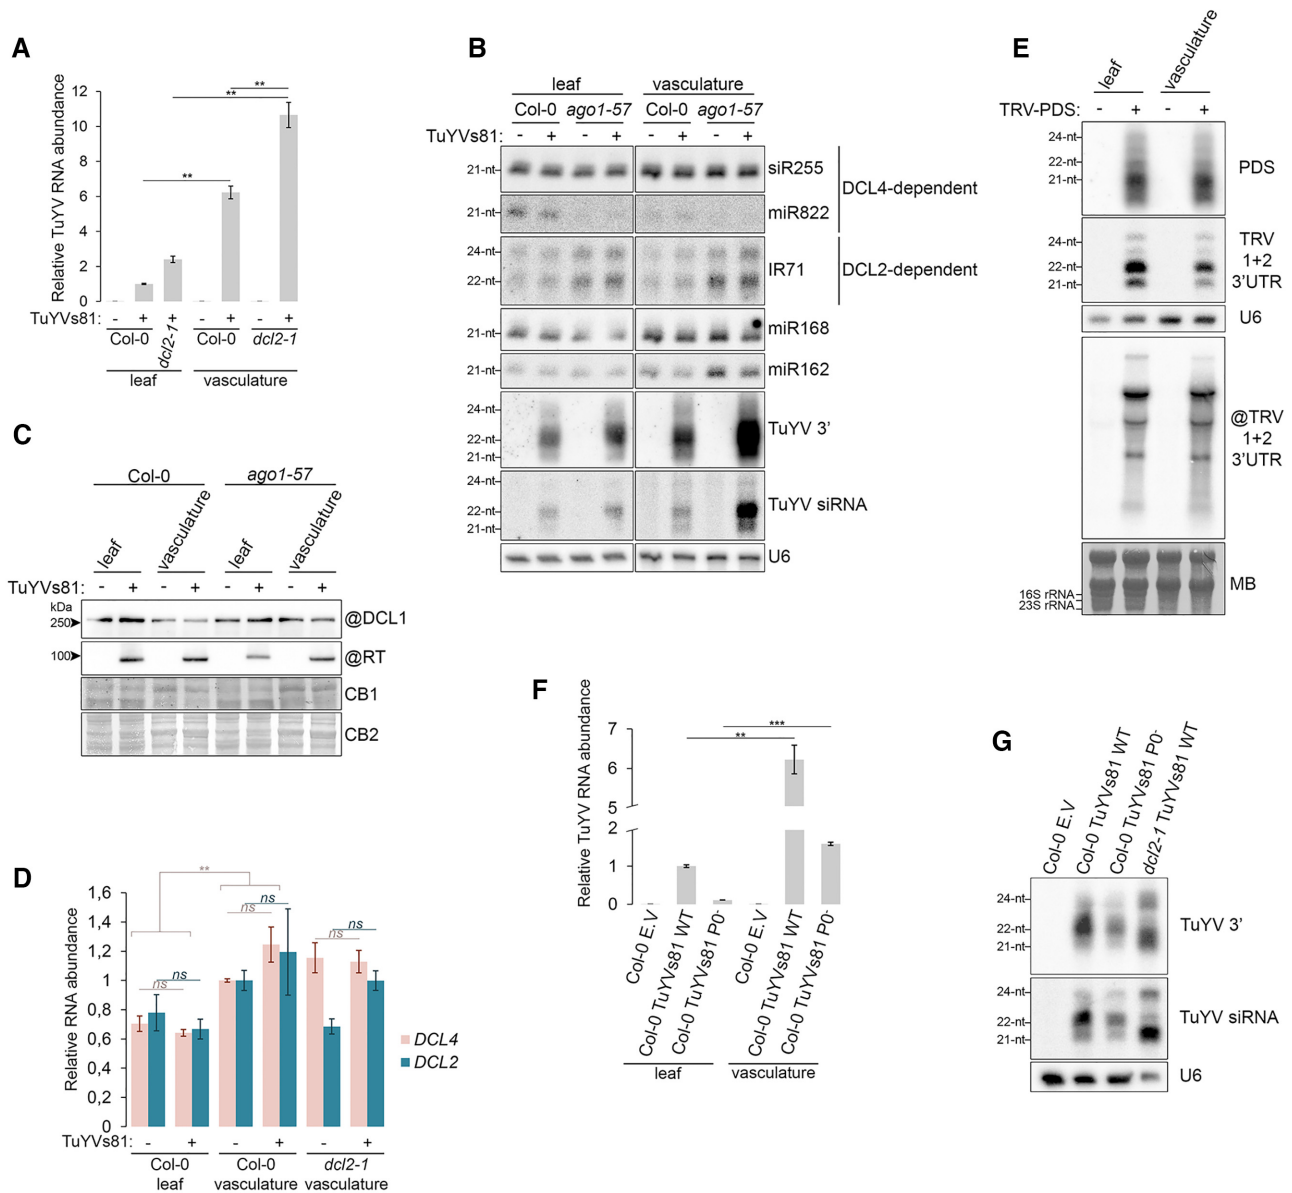 A
Relative TuYV RNA abundance
12
10
8
6
4
2
0
**
**
**
TuYVs81: - + + - + - +
Col-0 dcl2-1 Col-0 dcl2-1
leaf vasculature
B
leaf vasculature
Col-0 ago1-57 Col-0 ago1-57
TuYVs81: - + - + - + - +
21-nt siR255
DCL4-dependent
21-nt miR822
24-nt
IR71 DCL2-dependent
22-nt
21-nt miR168
21-nt miR162
24-nt
TuYV 3’
22-nt
21-nt
24-nt
TuYV siRNA
22-nt
21-nt
U6
C
Col-0 ago1-57
leaf vasculature leaf vasculature
TuYVs81: - + - + - + - +
kDa
250 @DCL1
100 @RT
CB1
CB2
D
Relative RNA abundance
1,6
1,4
1,2
1
0,8
0,6
0,4
0,2
0
**
ns ns
ns ns
ns ns
DCL4
DCL2
TuYVs81: - + - + - +
Col-0 Col-0 dcl2-1
leaf vasculature vasculature
E
leaf vasculature
TRV-PDS: - + - +
24-nt
22-nt
21-nt
PDS
24-nt
22-nt
21-nt
TRV
1+2
3’UTR
U6
@TRV
1+2
3’UTR
MB
16S rRNA
23S rRNA
F
Relative TuYV RNA abundance
7
6
5
2
1
0
***
**
Col-0 E.V
Col-0 TuYVs81 WT
Col-0 TuYVs81 P0-
Col-0 E.V
Col-0 TuYVs81 WT
Col-0 TuYVs81 P0-
leaf vasculature
G
Col-0 E.V
Col-0 TuYVs81 WT
Col-0 TuYVs81 P0-
dcl2-1 TuYVs81 WT
24-nt
22-nt
21-nt
TuYV 3’
24-nt
22-nt
21-nt
TuYV siRNA
U6